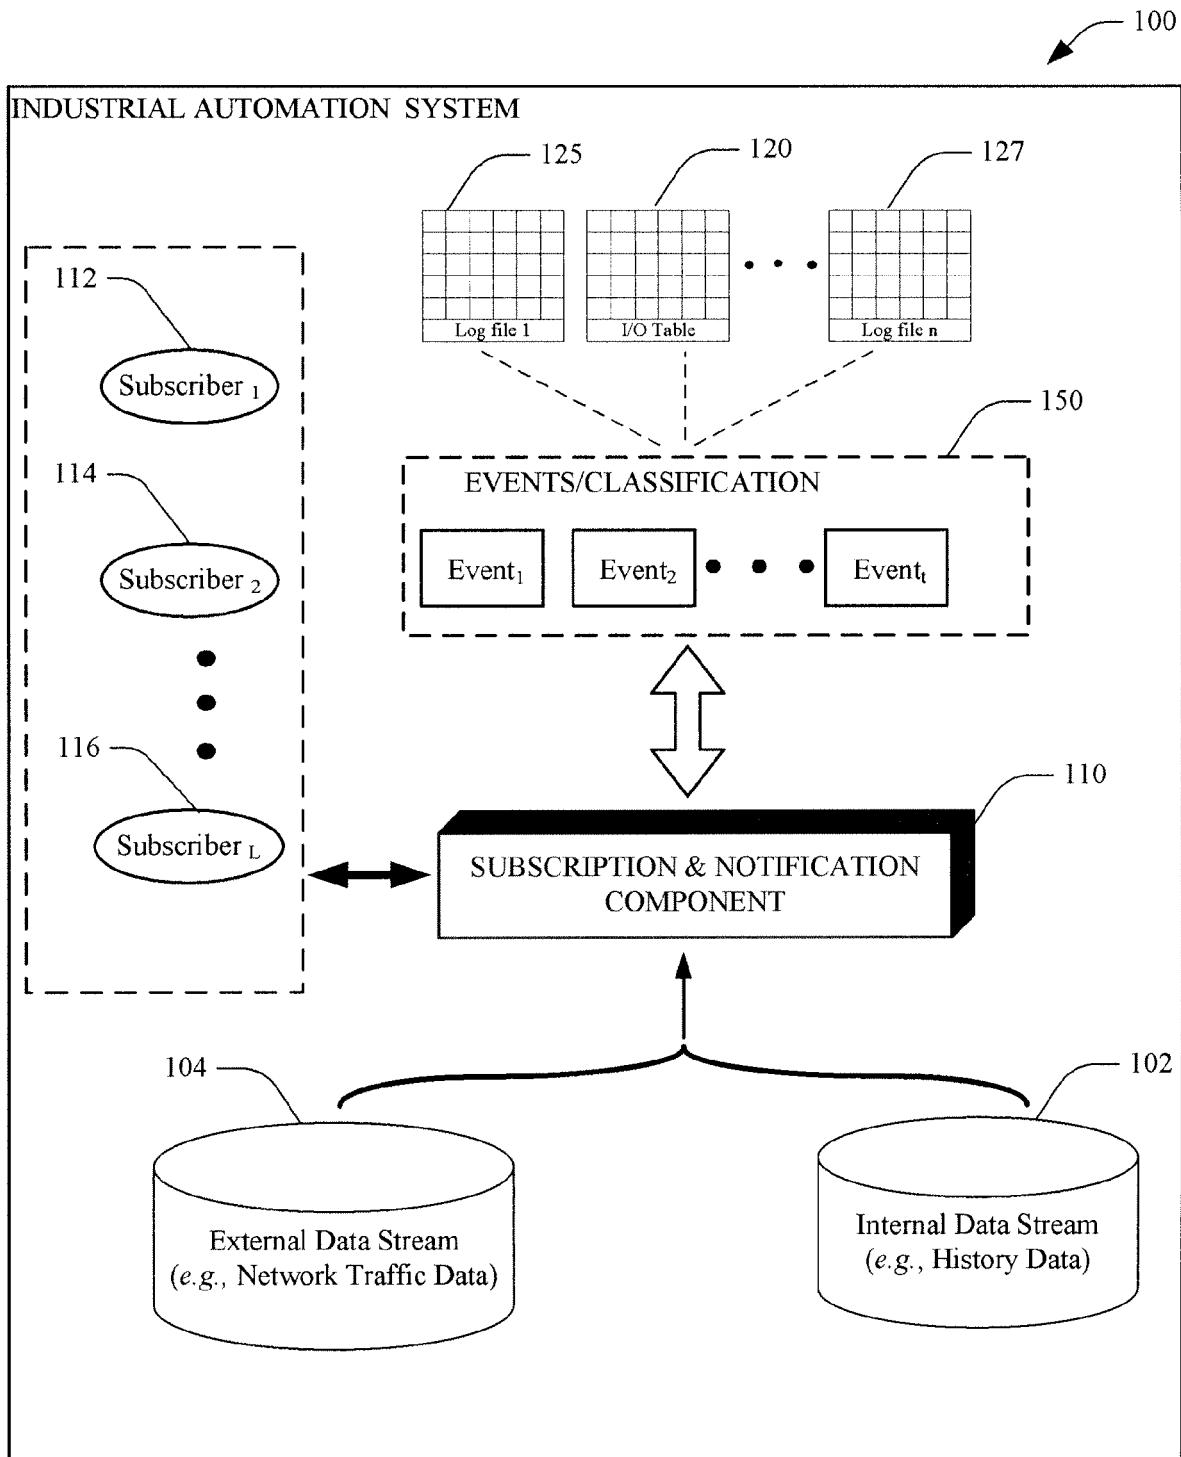 100
INDUSTRIAL AUTOMATION SYSTEM
125
120
127
Log file 1
I/O Table
Log file n
112
Subscriber 1
150
EVENTS/CLASSIFICATION
Event1
Event2
Eventt
114
Subscriber 2
116
Subscriber L
110
SUBSCRIPTION & NOTIFICATION
COMPONENT
104
102
External Data Stream
(e.g., Network Traffic Data)
Internal Data Stream
(e.g., History Data)